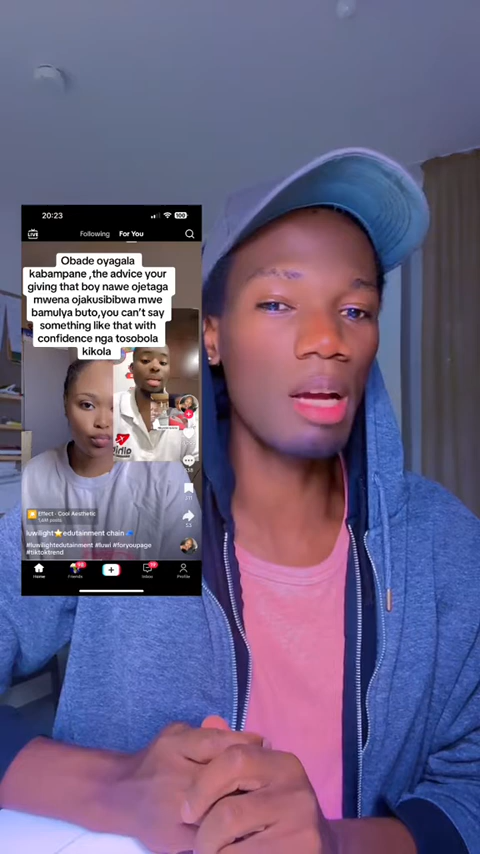 20:23
100
LIVE
Following
For You
Obade oyagala
kabampane ,the advice your
giving that boy nawe ojetaga
mwena ojakusibibwa mwe
bamulya buto,you can't say
something like that with
confidence nga tosobola
kikola
Effect · Cool Aesthetic
luwilight⭐edutainment chain
#luwilightedutainment #luwi #foryoupage
#tiktoktrend
Home
Friends
Inbox
Profile